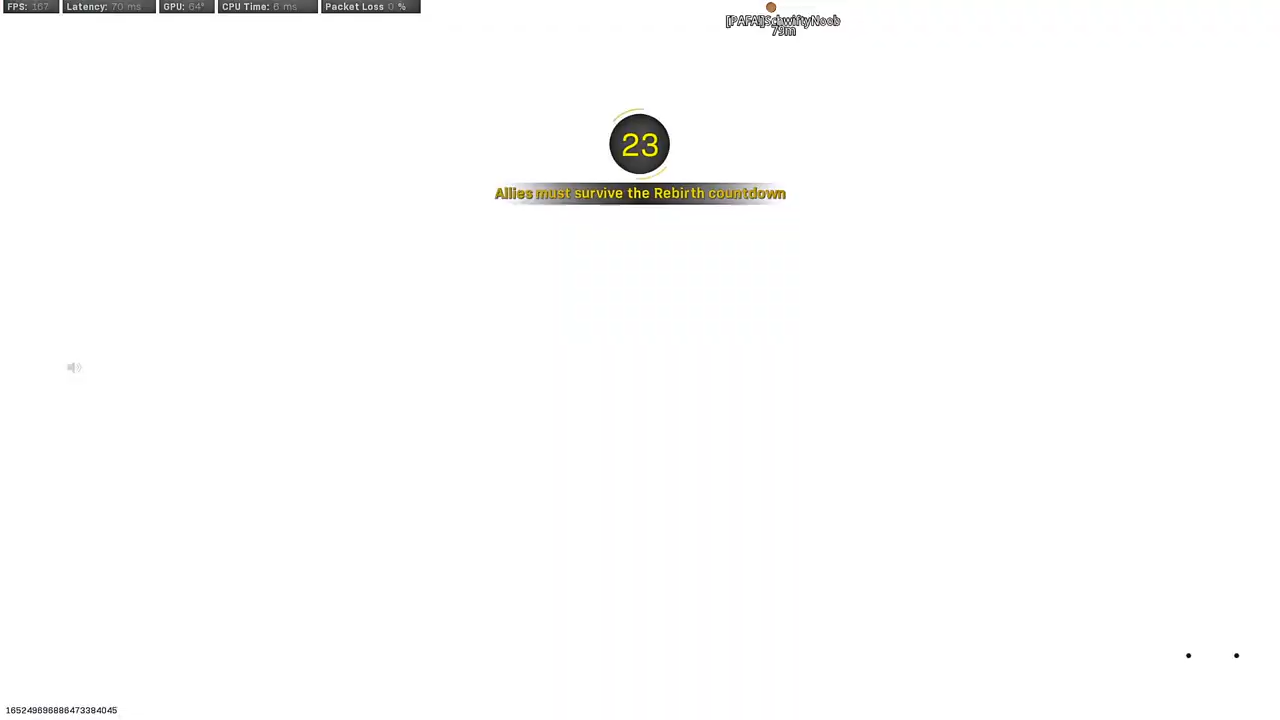 FPS: 167 Latency: 70 ms GPU: 64° CPU Time: 6 ms Packet Loss 0 %
[PAFA]SchwiftyNoob
79m
23
Allies must survive the Rebirth countdown
165249696886473384045